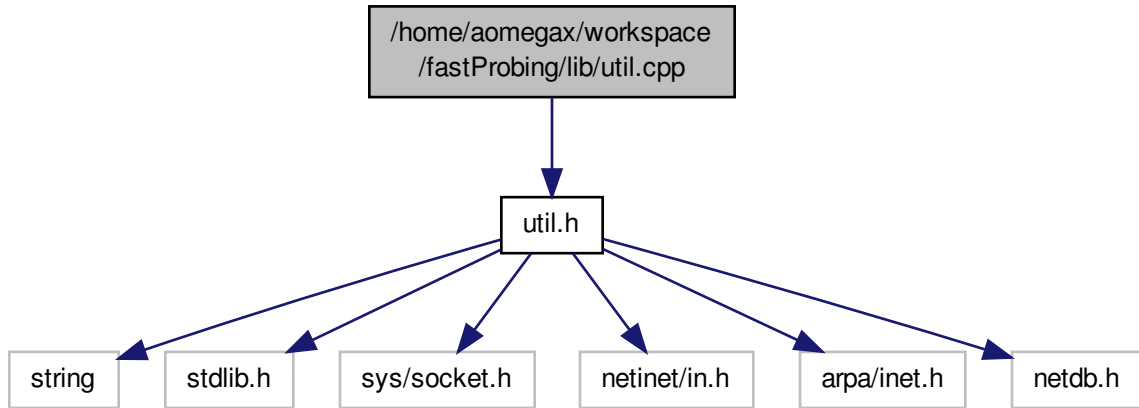 /home/aomegax/workspace
/fastProbing/lib/util.cpp
util.h
string
stdlib.h
sys/socket.h
netinet/in.h
arpa/inet.h
netdb.h